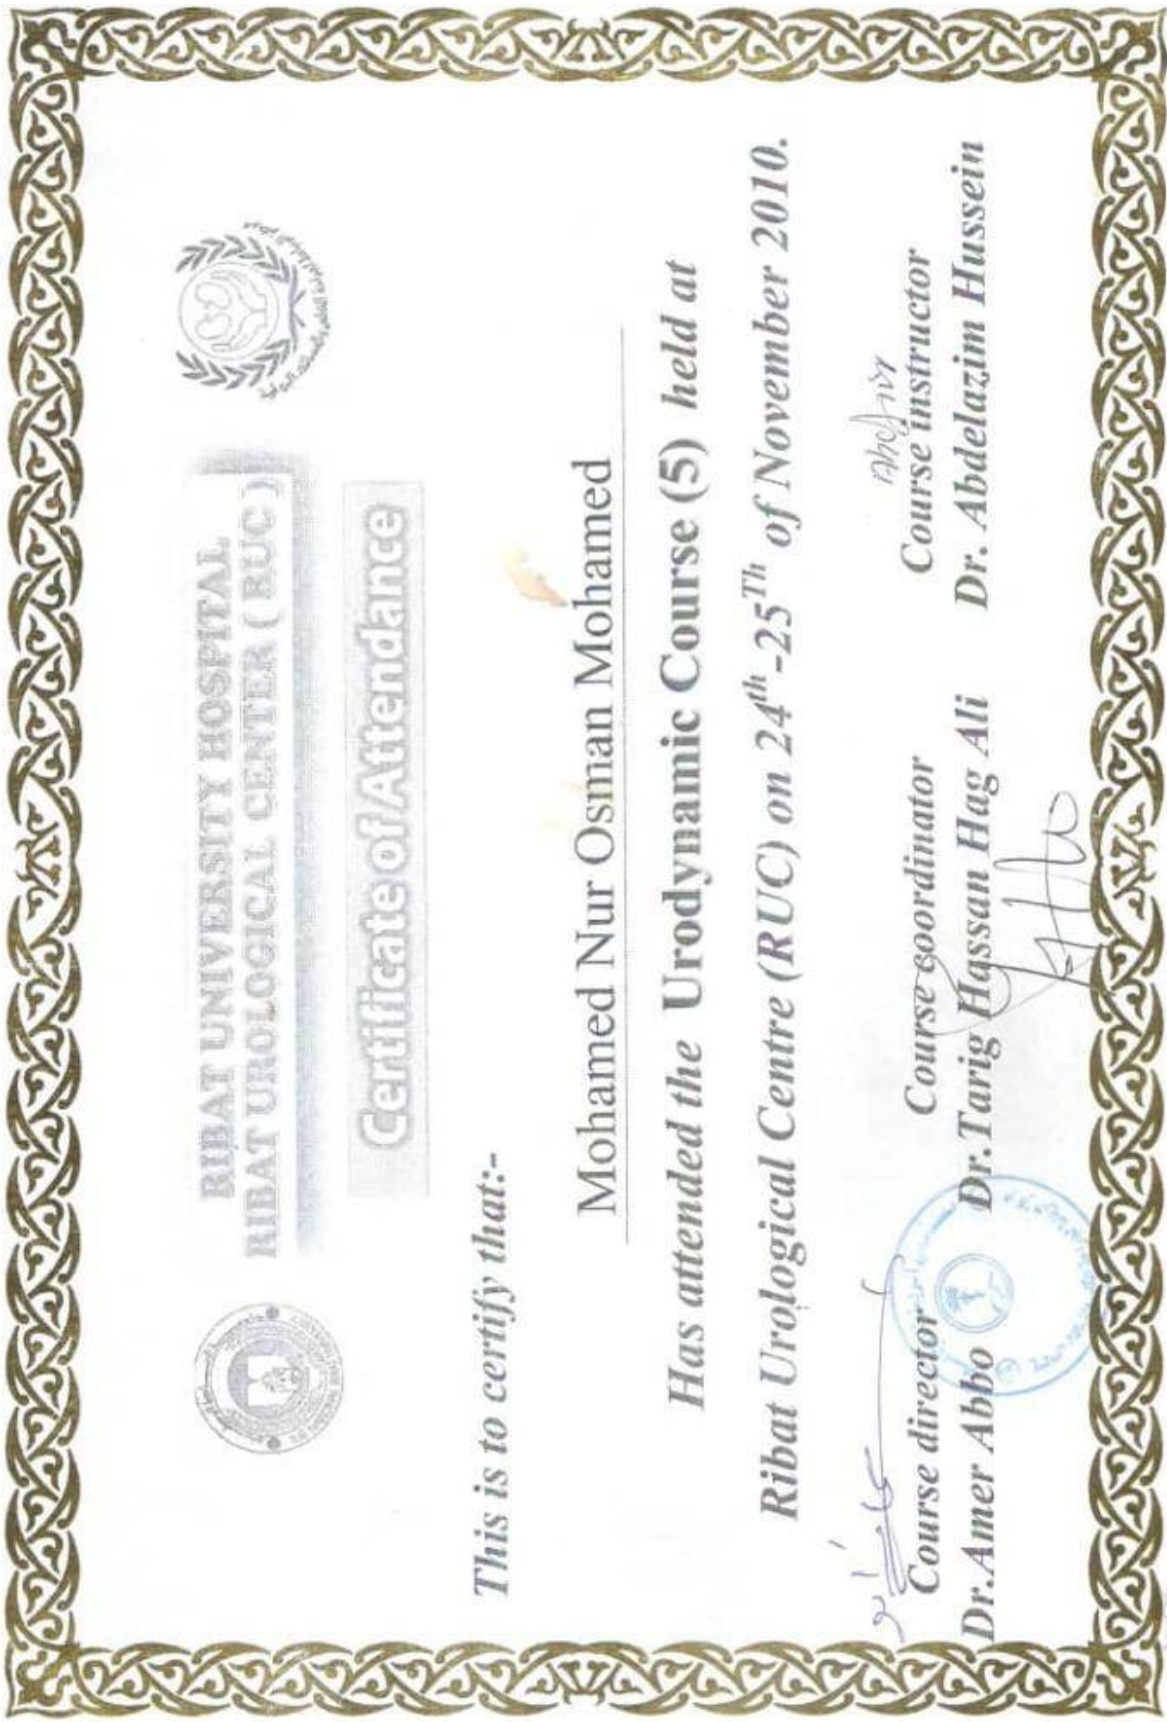 RIBAT UNIVERSITY HOSPITAL
RIBAT UROLOGICAL CENTER ( RUC )
Certificate of Attendance
This is to certify that:-
Mohamed Nur Osman Mohamed
Has attended the Urodynamic Course (5) held at
Ribat Urological Centre (RUC) on 24th-25Th of November 2010.
Course director Course coordinator Course instructor
Dr.Amer Abbo Dr.Tarig Hassan Hag Ali Dr. Abdelazim Hussein